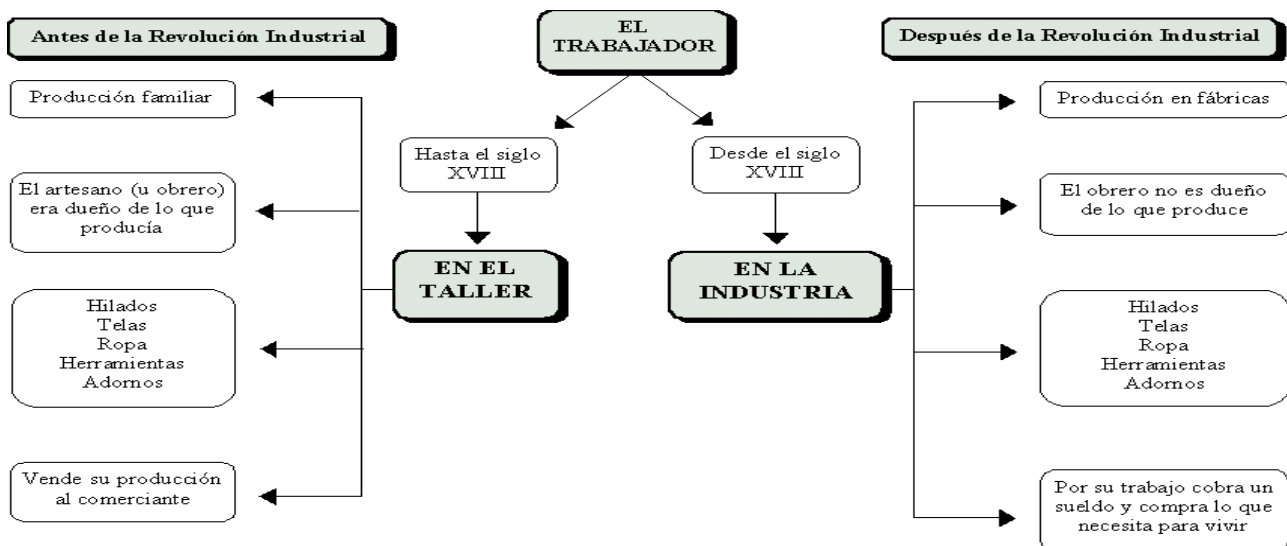 EL
TRABAJADOR
Antes de la Revolución Industrial
Después de la Revolución Industrial
Producción familiar
El artesano (u obrero)
era dueño de lo que
producía
Hilados
Telas
Ropa
Herramientas
Adornos
Vende su producción
al comerciante
Hasta el siglo
XVIII
EN EL
TALLER
Desde el siglo
XVIII
EN LA
INDUSTRIA
Producción en fábricas
El obrero no es dueño
de lo que produce
Hilados
Telas
Ropa
Herramientas
Adornos
Por su trabajo cobra un
sueldo y compra lo que
necesita para vivir